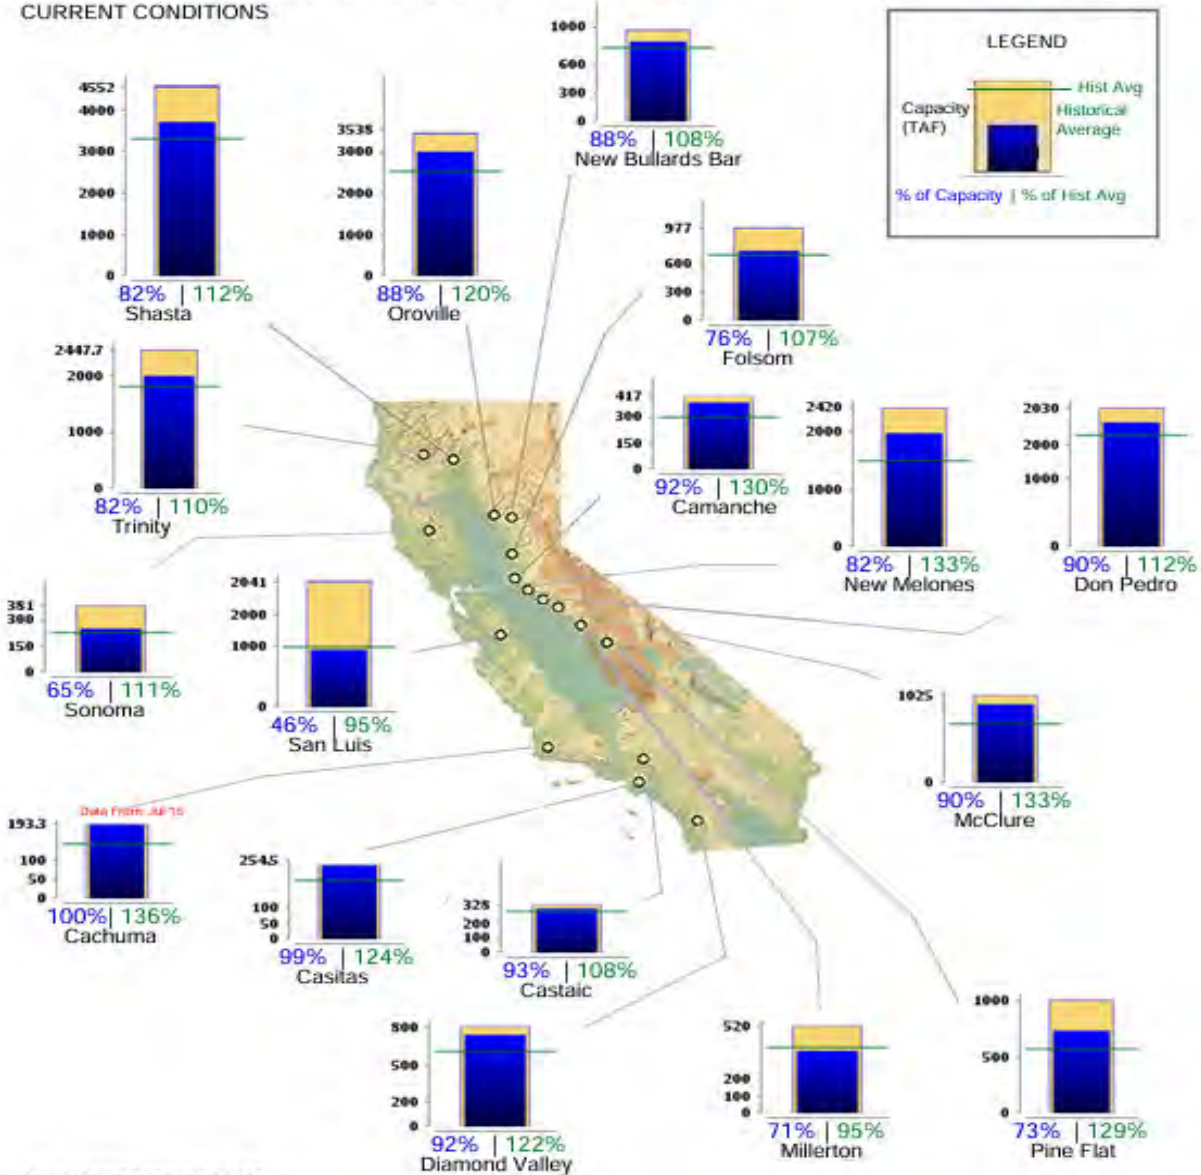 CURRENT CONDITIONS
LEGEND
Hist Avg
Capacity
(TAF)
Historical
Average
% of Capacity | % of Hist Avg
1000
600
300
0
88% | 108%
New Bullards Bar
4552
4000
3000
2000
1000
0
82% | 112%
Shasta
3538
3000
2000
1000
0
88% | 120%
Oroville
977
600
300
0
76% | 107%
Folsom
2447.7
2000
1000
0
82% | 110%
Trinity
417
300
150
0
92% | 130%
Camanche
2420
2000
1000
0
82% | 133%
New Melones
2030
2000
1000
0
90% | 112%
Don Pedro
381
300
150
0
65% | 111%
Sonoma
2041
2000
1000
0
46% | 95%
San Luis
1025
0
90% | 133%
McClure
193.3
100
50
0
100% | 136%
Cachuma
254.5
100
50
0
99% | 124%
Casitas
328
200
100
0
93% | 108%
Castaic
800
500
200
0
92% | 122%
Diamond Valley
520
200
100
0
71% | 95%
Millerton
1000
500
0
73% | 129%
Pine Flat